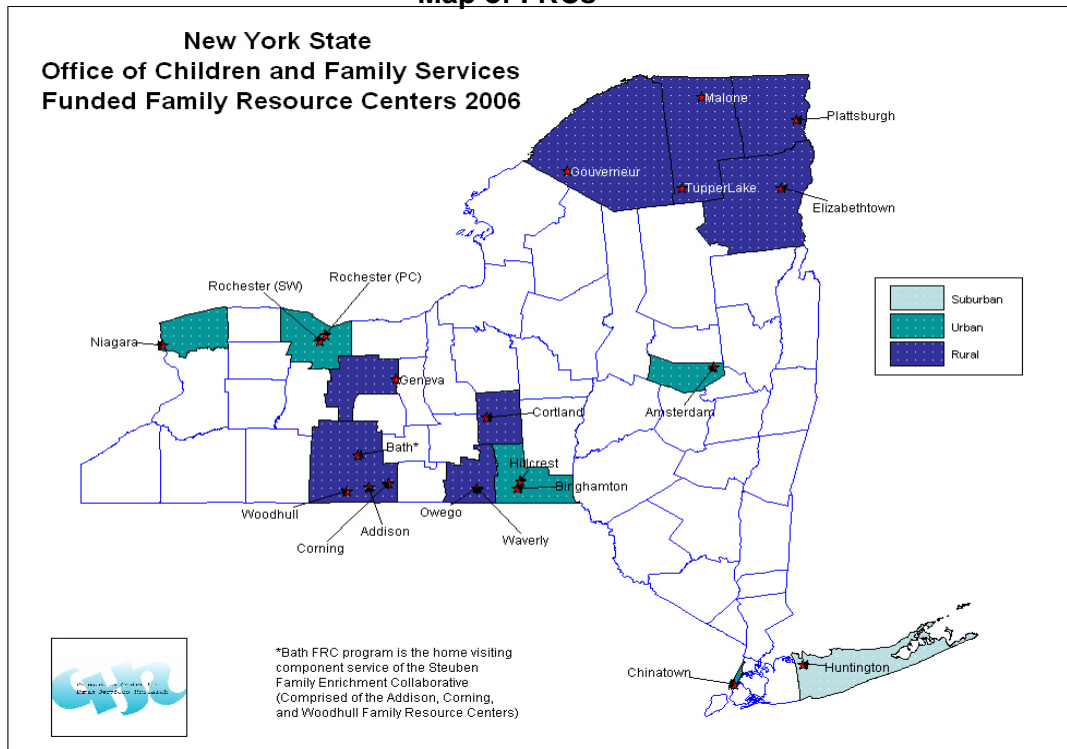 New York State
Office of Children and Family Services
Funded Family Resource Centers 2006
Malone
Plattsburgh
Gouverneur
TupperLake
Elizabethtown
Rochester (PC)
Rochester (SW)
Niagara
Geneva
Cortland
Amsterdam
Bath*
Hillcrest
Binghamton
Woodhull
Addison
Corning
Owego
Waverly
Chinatown
Huntington
Suburban
Urban
Rural
*Bath FRC program is the home visiting
component service of the Steuben
Family Enrichment Collaborative
(Comprised of the Addison, Corning,
and Woodhull Family Resource Centers)
Human Services Research